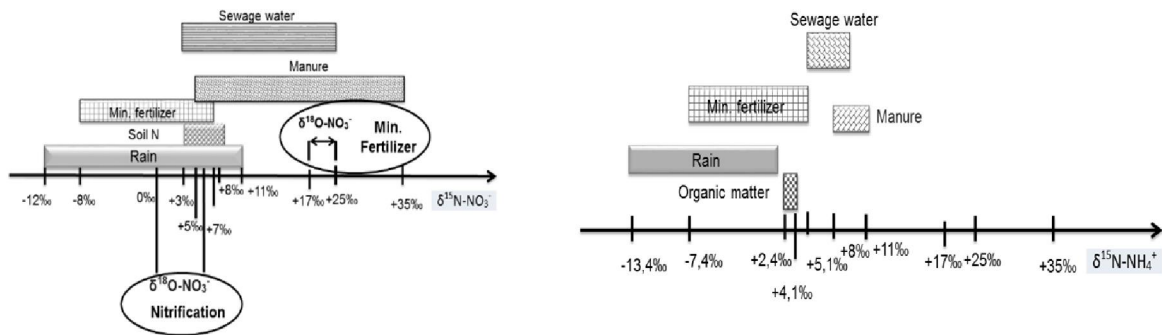 Sewage water
Manure
Min. fertilizer
Soil N
Rain
δ¹⁸O-NO₃⁻
Min.
Fertilizer
-12‰ -8‰ 0‰ +3‰ +8‰ +11‰ +17‰ +25‰ +35‰ δ¹⁵N-NO₃⁻
+5‰ +7‰
δ¹⁸O-NO₃⁻
Nitrification
Sewage water
Min. fertilizer
Manure
Rain
Organic matter
-13,4‰ -7,4‰ +2,4‰ +5,1‰ +8‰ +11‰ +17‰ +25‰ +35‰ δ¹⁵N-NH₄⁺
+4,1‰